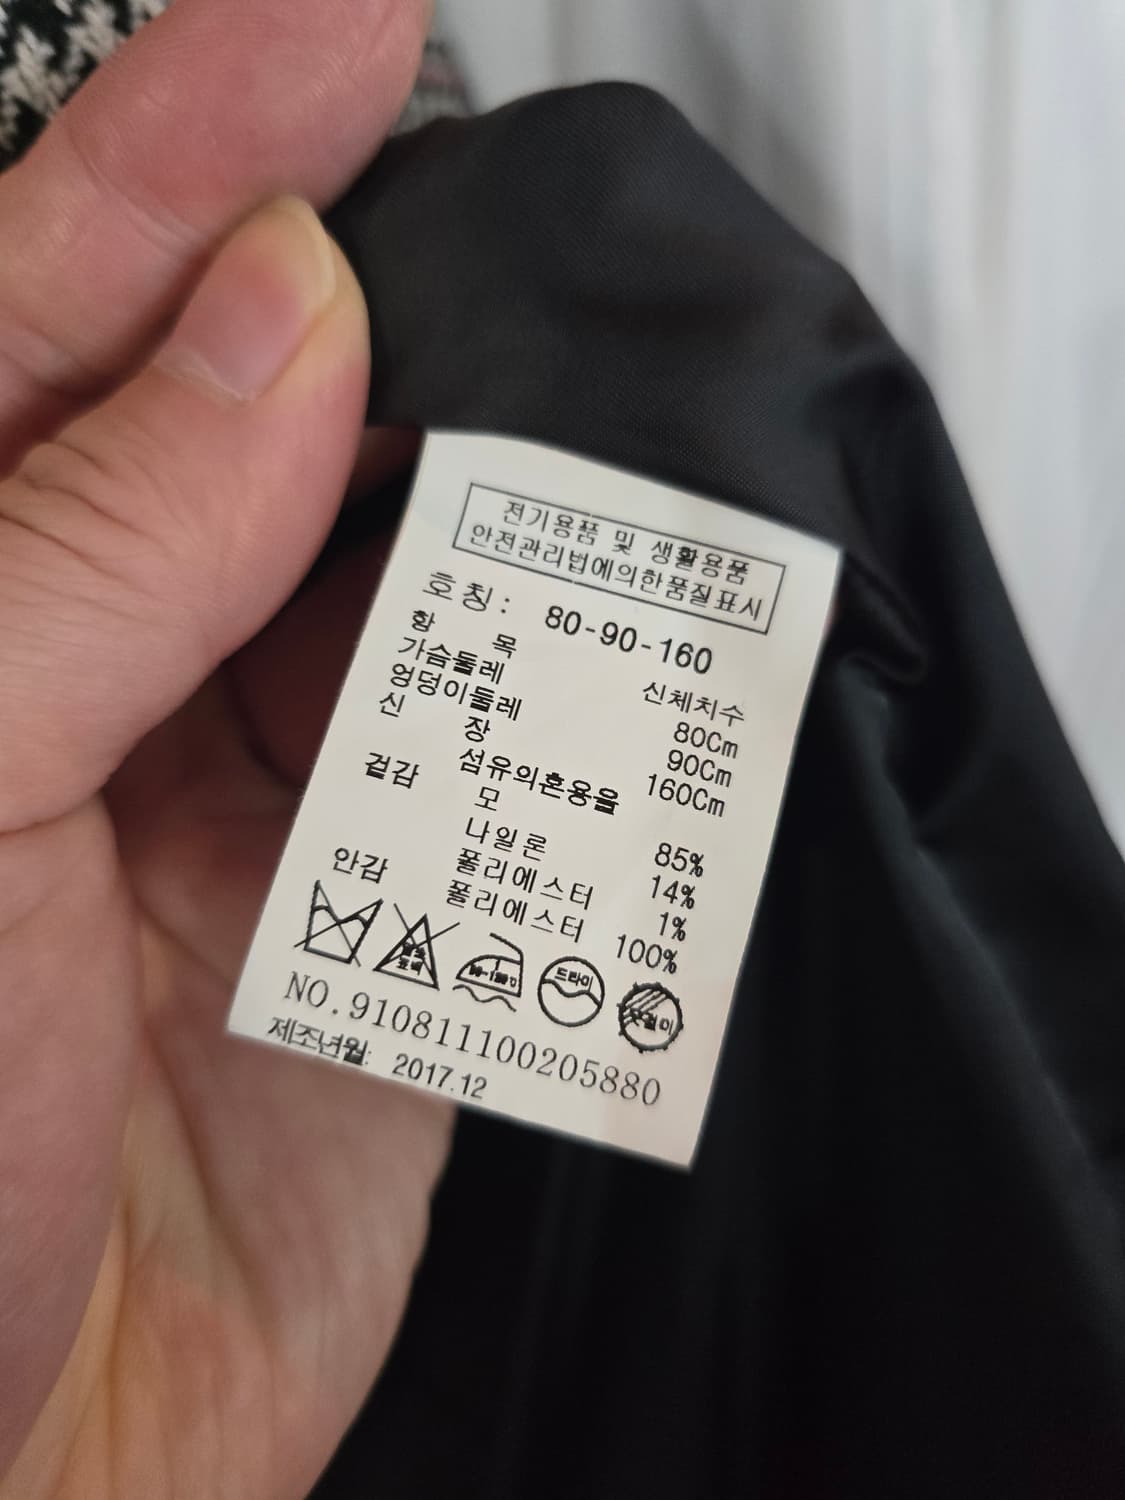 전기용품 및 생활용품
안전관리법에의한품질표시
호칭: 80-90-160
항 목 신체치수
가슴둘레 80Cm
엉덩이둘레 90Cm
신 장 160Cm
섬유의혼용율
겉감 모 85%
나일론 14%
폴리에스터 1%
안감 폴리에스터 100%
드라이
NO.910811100205880
제조년월: 2017.12